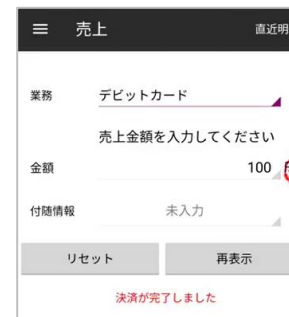 売上 直近明
業務 デビットカード
売上金額を入力してください
金額 100
付随情報 未入力
リセット 再表示
決済が完了しました